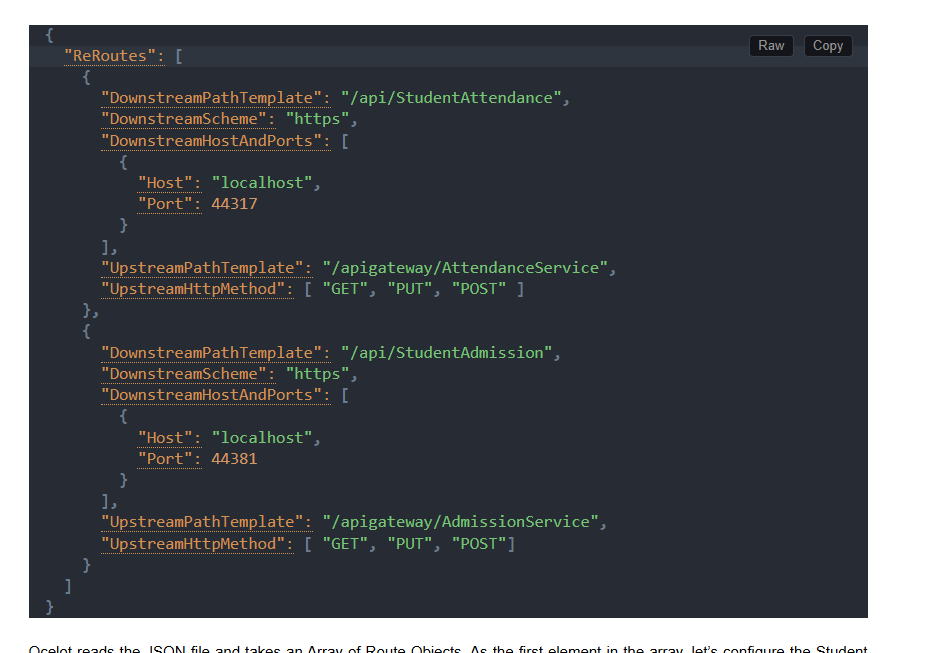 {
Raw Copy
"ReRoutes": [
{
"DownstreamPathTemplate": "/api/StudentAttendance",
"DownstreamScheme": "https",
"DownstreamHostAndPorts": [
{
"Host": "localhost",
"Port": 44317
}
],
"UpstreamPathTemplate": "/apigateway/AttendanceService",
"UpstreamHttpMethod": [ "GET", "PUT", "POST" ]
},
{
"DownstreamPathTemplate": "/api/StudentAdmission",
"DownstreamScheme": "https",
"DownstreamHostAndPorts": [
{
"Host": "localhost",
"Port": 44381
}
],
"UpstreamPathTemplate": "/apigateway/AdmissionService",
"UpstreamHttpMethod": [ "GET", "PUT", "POST"]
}
]
}
Ocelot reads the JSON file and takes an Array of Route Objects. As the first element in the array, let's configure the Student